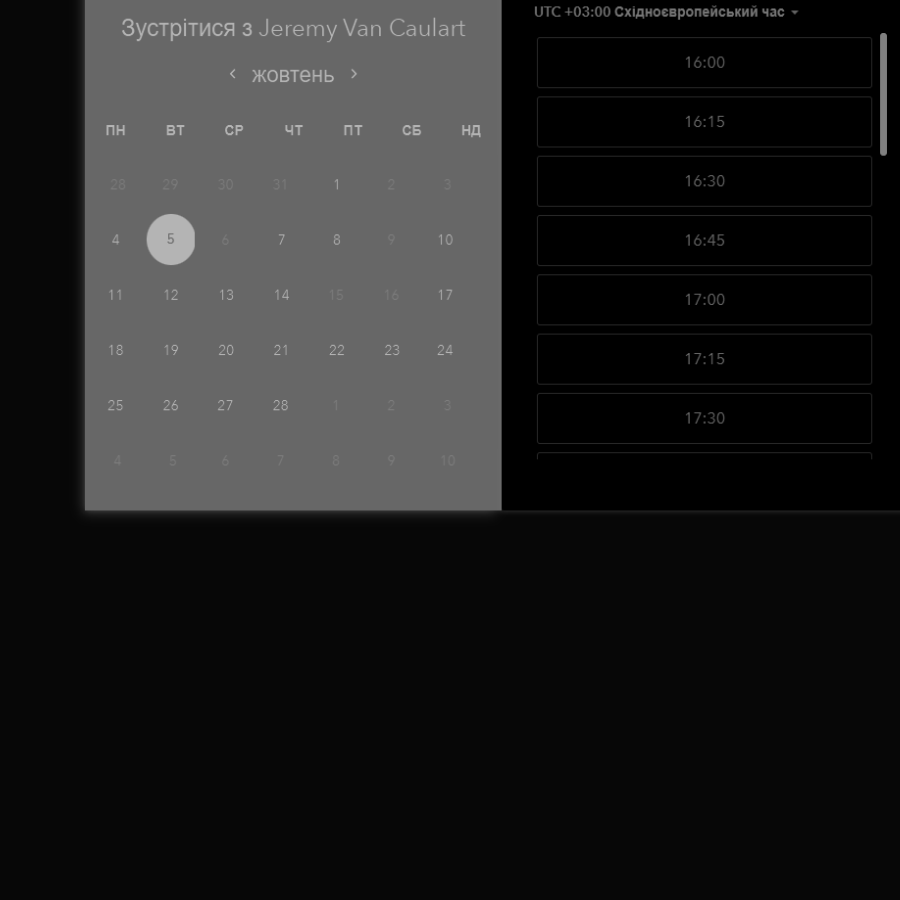 Зустрітися з Jeremy Van Caulart
жовтень
ПН ВТ СР ЧТ ПТ СБ НД
28 29 30 31 1 2 3
4 5 6 7 8 9 10
11 12 13 14 15 16 17
18 19 20 21 22 23 24
25 26 27 28 1 2 3
4 5 6 7 8 9 10
UTC +03:00 Східноєвропейський час
16:00
16:15
16:30
16:45
17:00
17:15
17:30